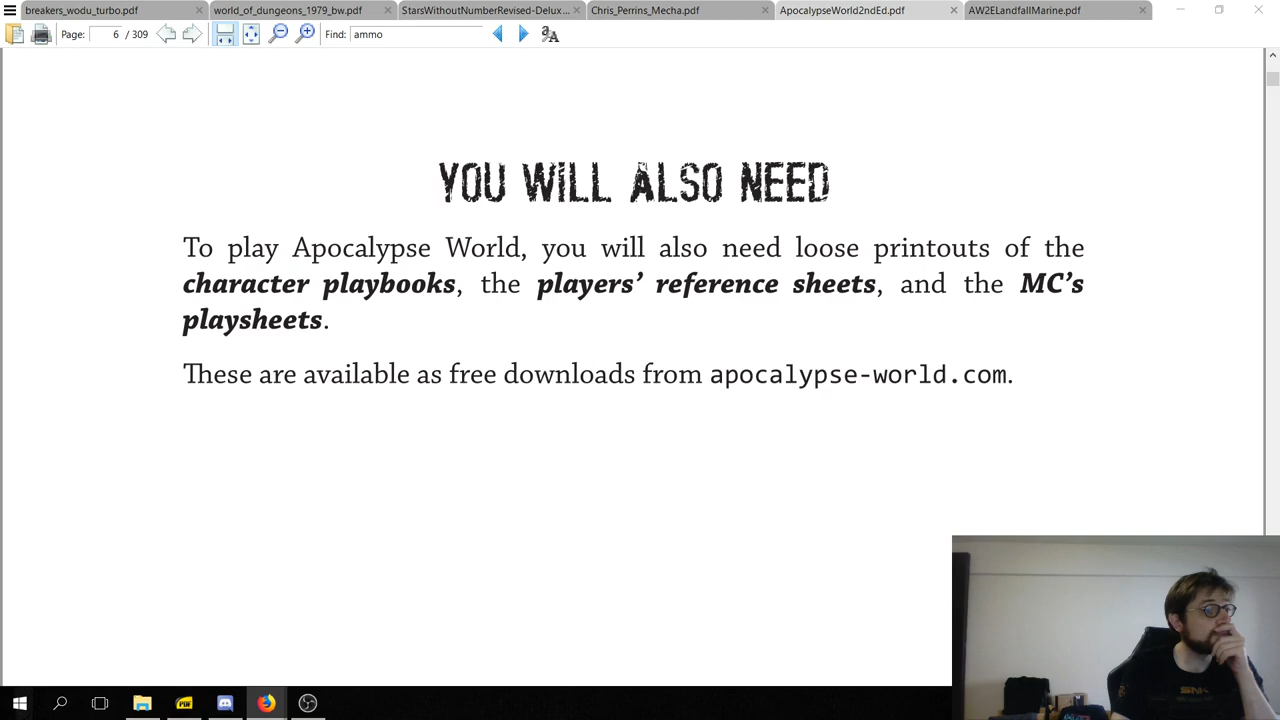 breakers_wodu_turbo.pdf
world_of_dungeons_1979_bw.pdf
StarsWithoutNumberRevised-Delux...
Chris_Perrins_Mecha.pdf
ApocalypseWorld2ndEd.pdf
AW2ELandfallMarine.pdf
Page: 6 / 309
Find: ammo
YOU WILL ALSO NEED
To play Apocalypse World, you will also need loose printouts of the
character playbooks, the players’ reference sheets, and the MC’s
playsheets.
These are available as free downloads from apocalypse-world.com.
PDF
SNK